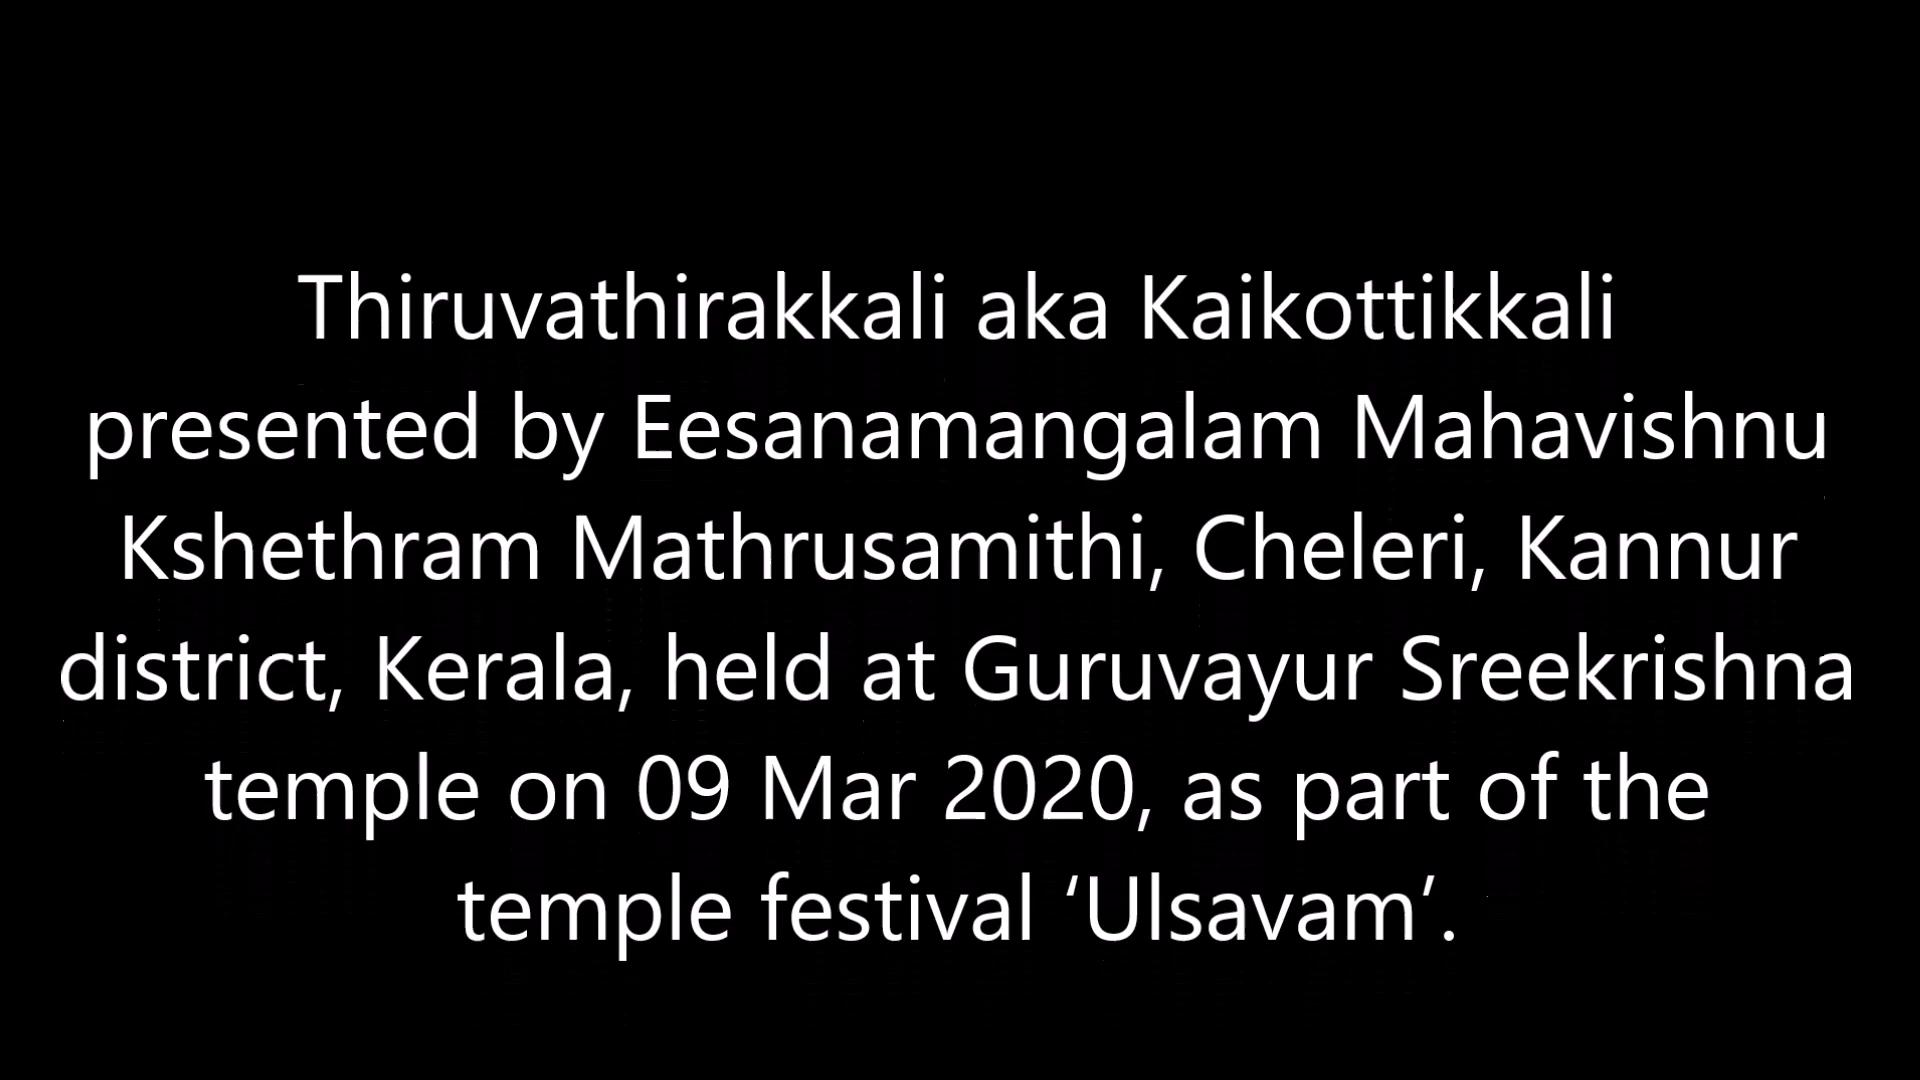 Thiruvathirakkali aka Kaikottikkali
presented by Eesanamangalam Mahavishnu
Kshethram Mathrusamithi, Cheleri, Kannur
district, Kerala, held at Guruvayur Sreekrishna
temple on 09 Mar 2020, as part of the
temple festival ‘Ulsavam’.